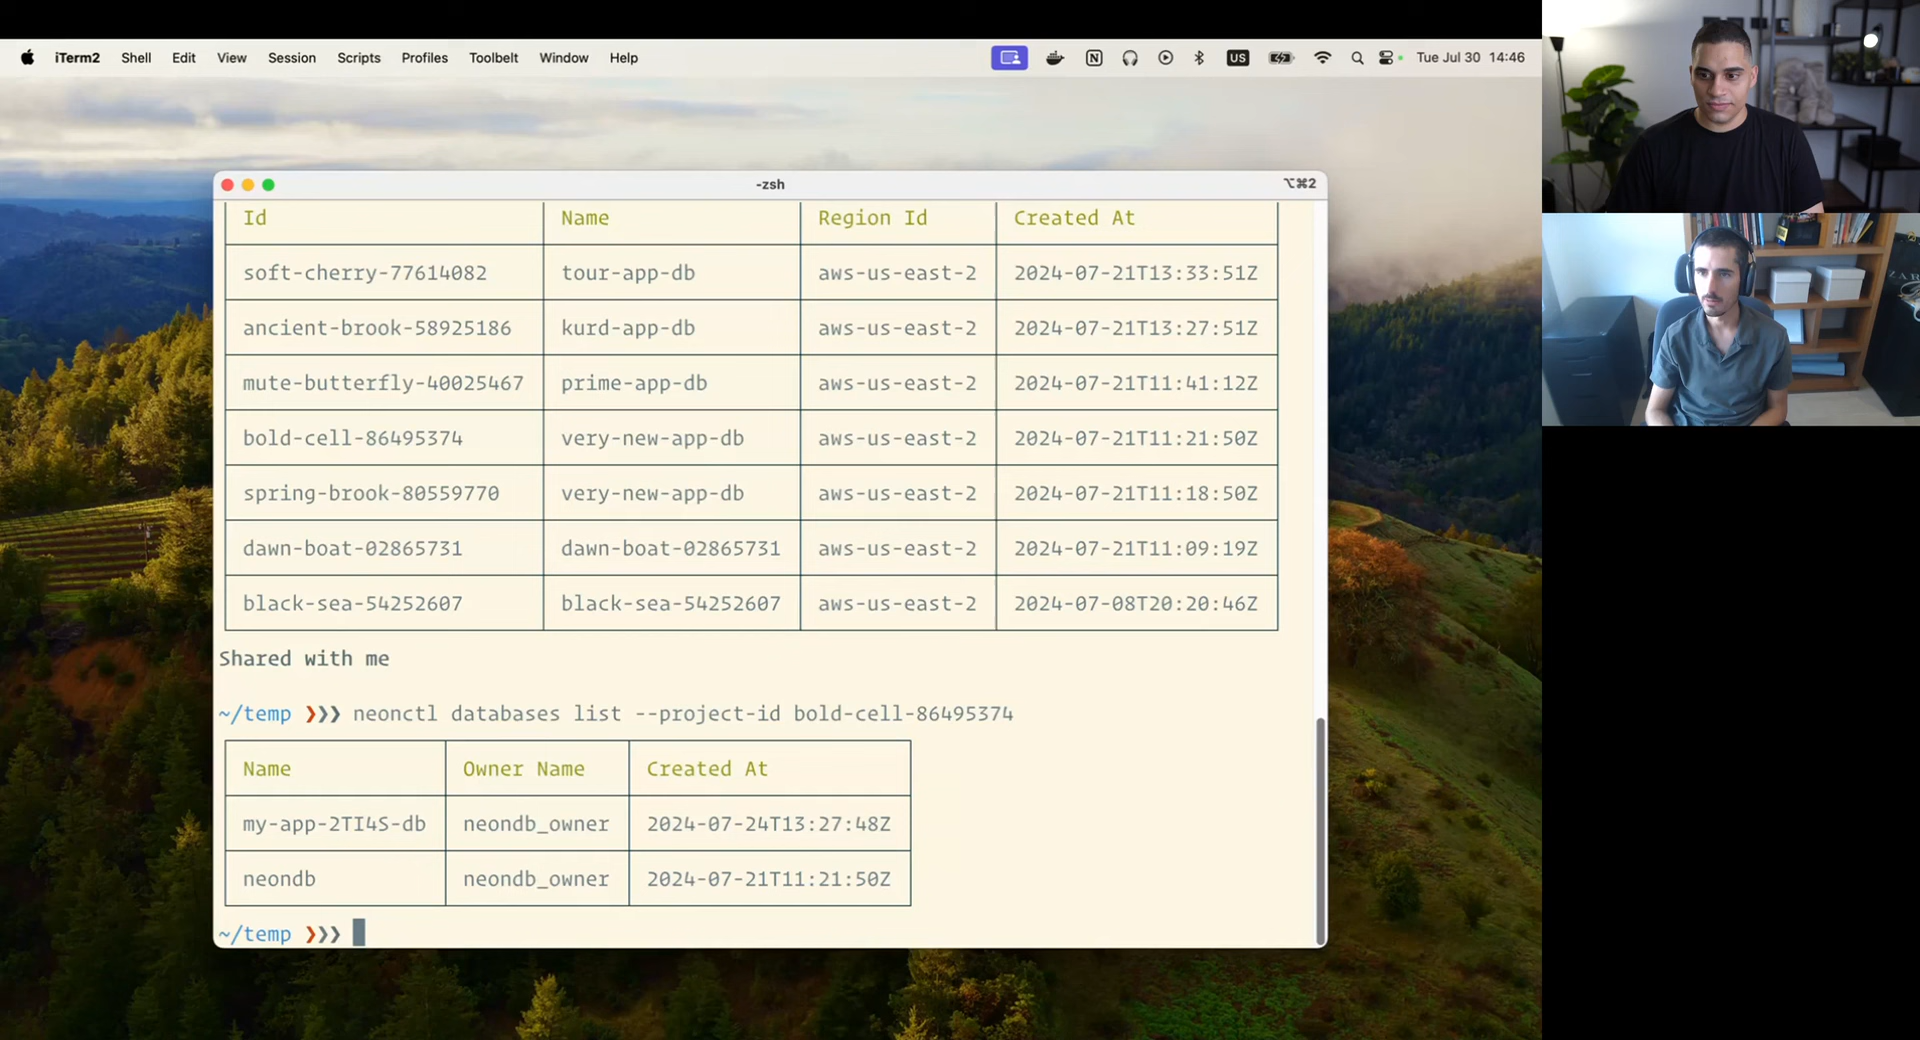 iTerm2 Shell Edit View Session Scripts Profiles Toolbelt Window Help US Tue Jul 30 14:46
-zsh ⌥⌘2
Id Name Region Id Created At
soft-cherry-77614082 tour-app-db aws-us-east-2 2024-07-21T13:33:51Z
ancient-brook-58925186 kurd-app-db aws-us-east-2 2024-07-21T13:27:51Z
mute-butterfly-40025467 prime-app-db aws-us-east-2 2024-07-21T11:41:12Z
bold-cell-86495374 very-new-app-db aws-us-east-2 2024-07-21T11:21:50Z
spring-brook-80559770 very-new-app-db aws-us-east-2 2024-07-21T11:18:50Z
dawn-boat-02865731 dawn-boat-02865731 aws-us-east-2 2024-07-21T11:09:19Z
black-sea-54252607 black-sea-54252607 aws-us-east-2 2024-07-08T20:20:46Z
Shared with me
~/temp ❯❯❯ neonctl databases list --project-id bold-cell-86495374
Name Owner Name Created At
my-app-2TI4S-db neondb_owner 2024-07-24T13:27:48Z
neondb neondb_owner 2024-07-21T11:21:50Z
~/temp ❯❯❯